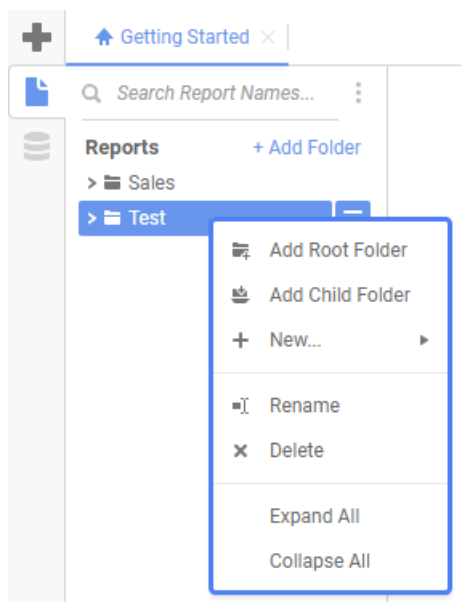 Getting Started
Search Report Names...
Reports + Add Folder
Sales
Test
Add Root Folder
Add Child Folder
New...
Rename
Delete
Expand All
Collapse All